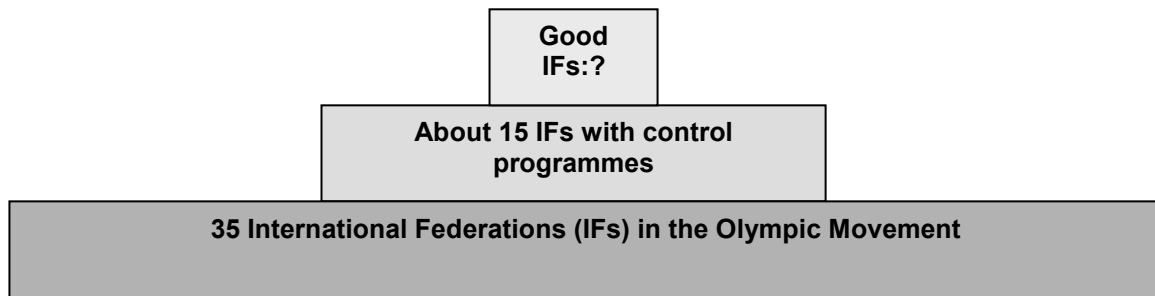 Good
IFs:?
About 15 IFs with control
programmes
35 International Federations (IFs) in the Olympic Movement